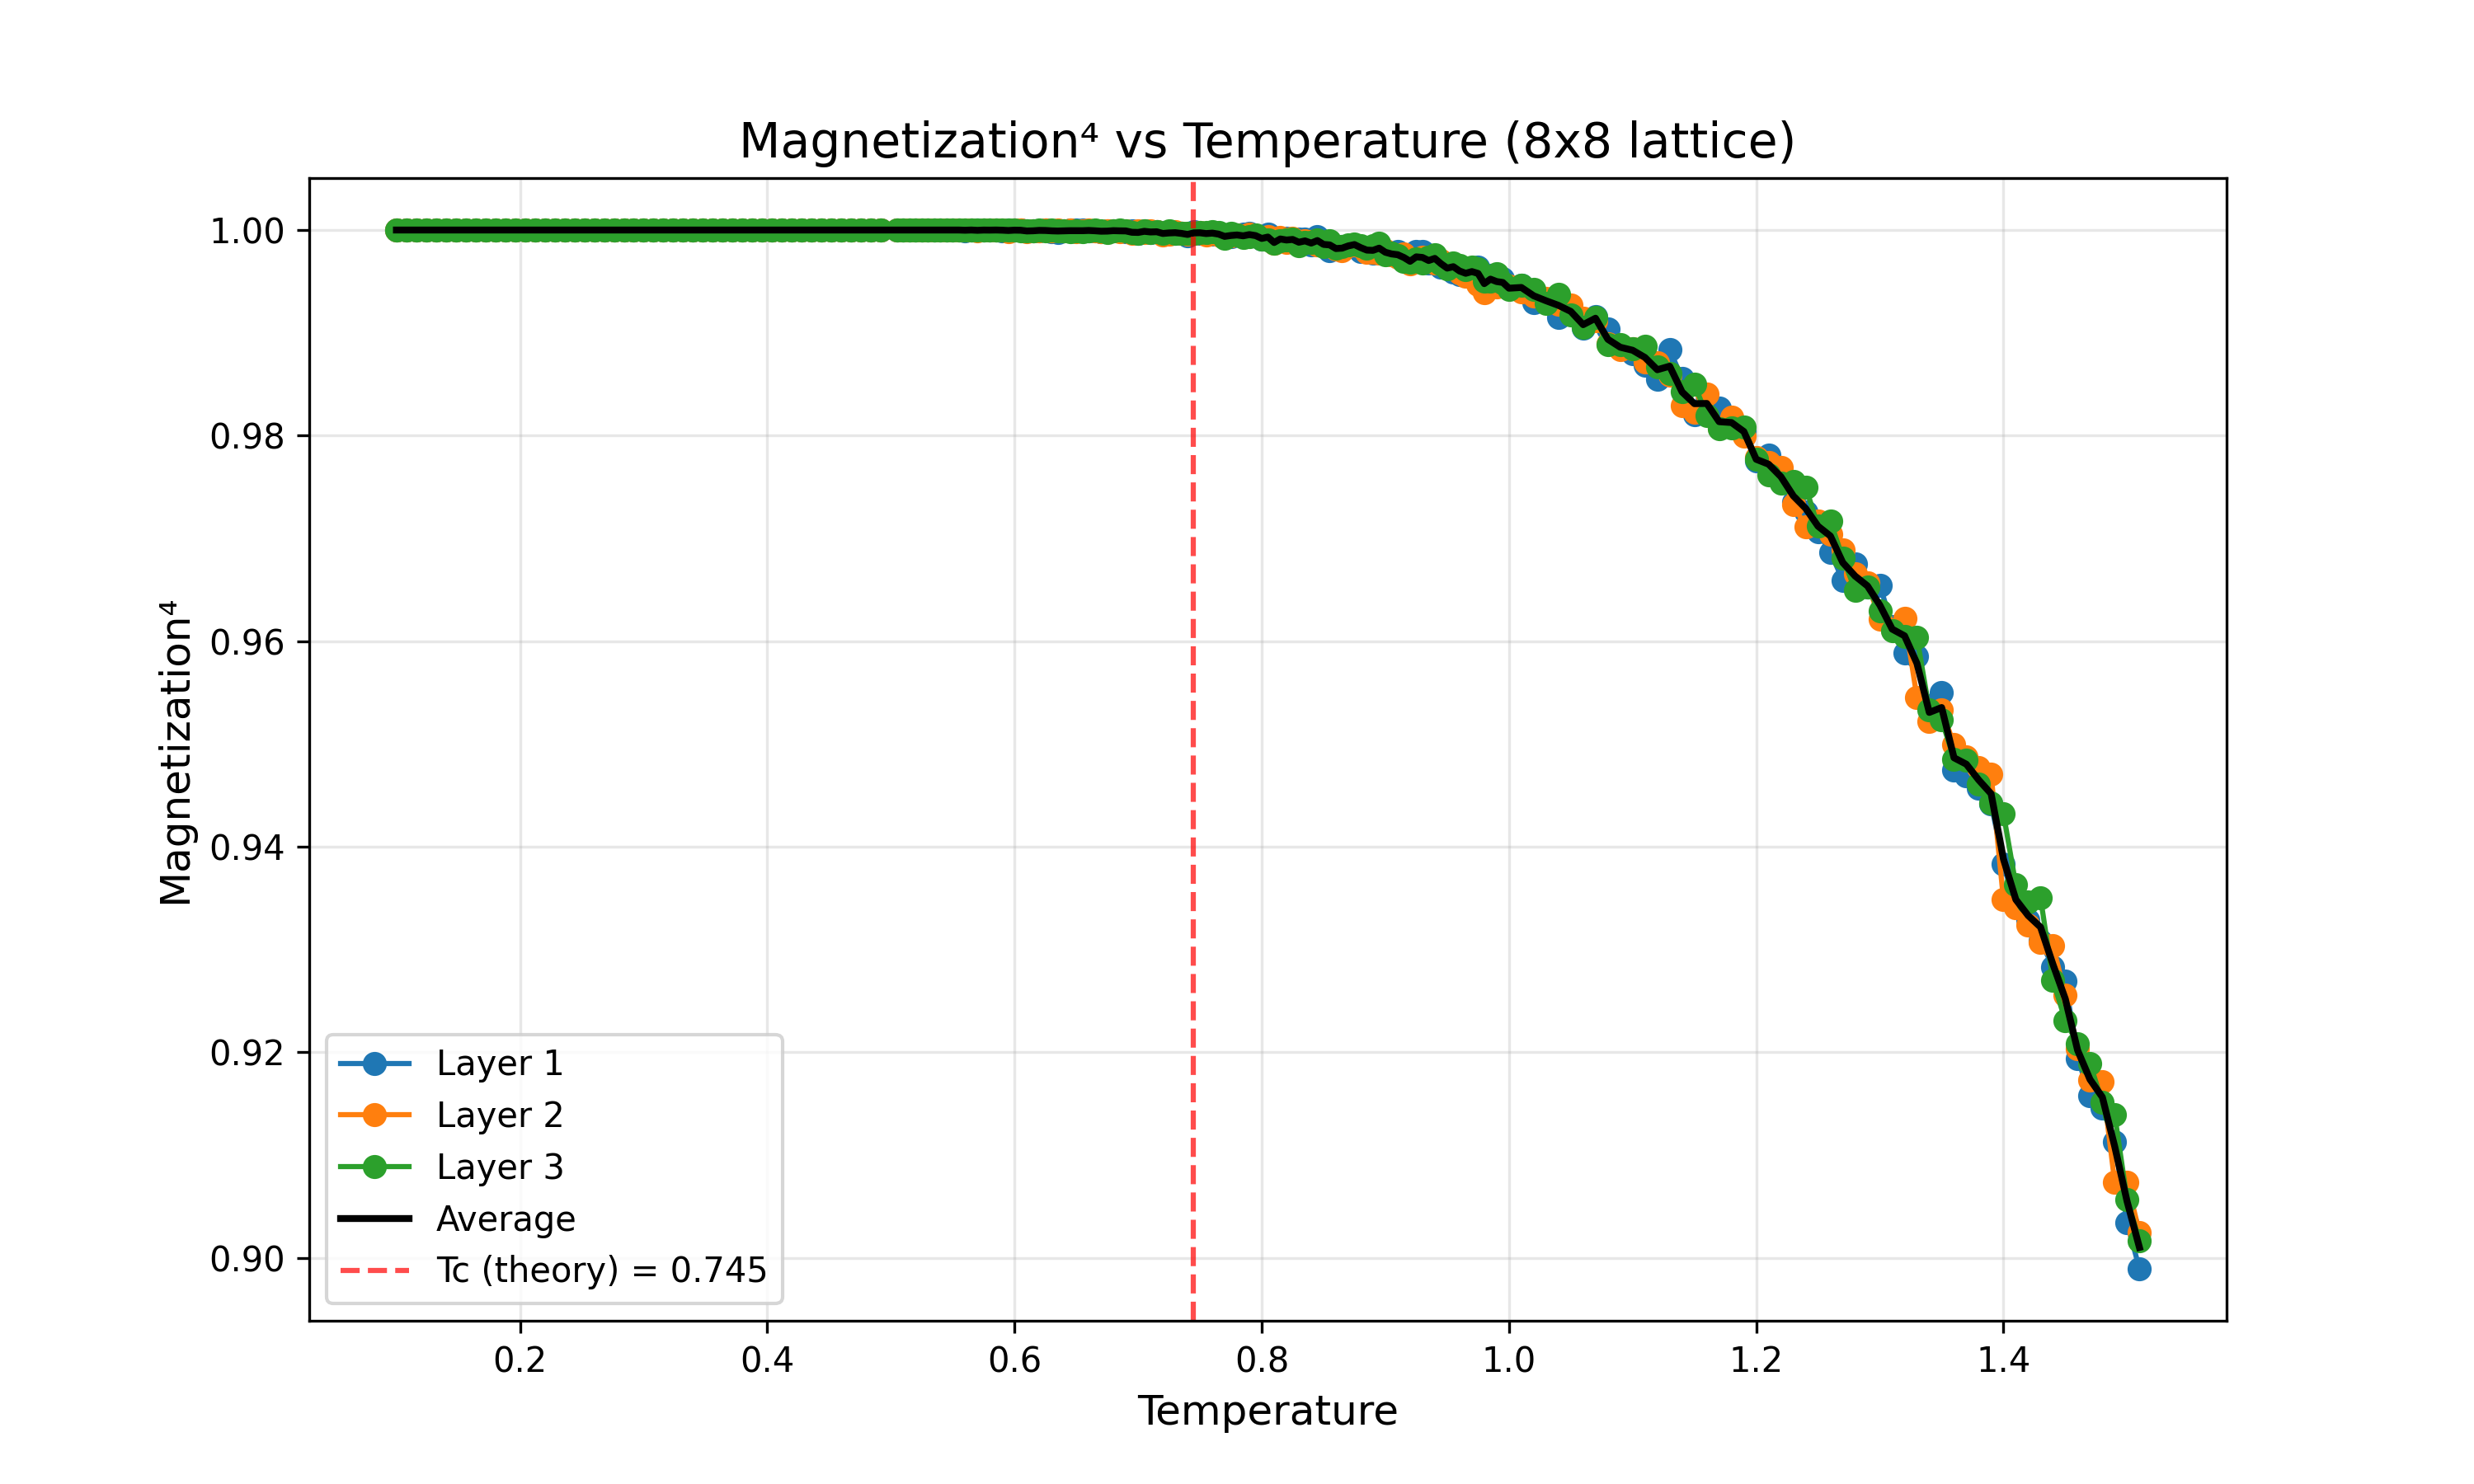 Magnetization⁴ vs Temperature (8x8 lattice)
Magnetization⁴
1.00
0.98
0.96
0.94
0.92
0.90
Layer 1
Layer 2
Layer 3
Average
Tc (theory) = 0.745
0.2 0.4 0.6 0.8 1.0 1.2 1.4
Temperature